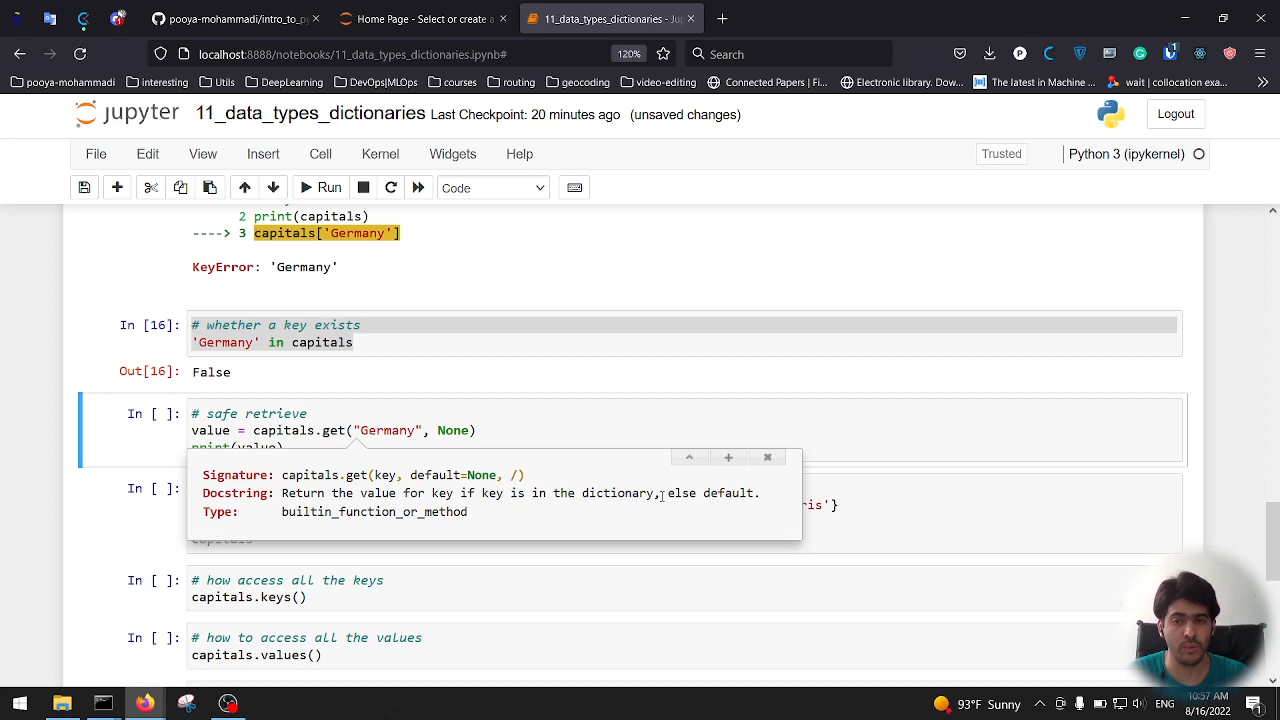 pooya-mohammadi/intro_to_py
Home Page - Select or create a
11_data_types_dictionaries - Jup
localhost:8888/notebooks/11_data_types_dictionaries.ipynb#
120%
Search
pooya-mohammadi
interesting
Utils
DeepLearning
DevOps|MLOps
courses
routing
geocoding
video-editing
Connected Papers | Fi…
Electronic library. Dow…
The latest in Machine …
wait | collocation exa…
jupyter
11_data_types_dictionaries
Last Checkpoint: 20 minutes ago
(unsaved changes)
Logout
File
Edit
View
Insert
Cell
Kernel
Widgets
Help
Trusted
Python 3 (ipykernel)
Run
Code
2 print(capitals)
----> 3 capitals['Germany']
KeyError: 'Germany'
In [16]:
# whether a key exists
'Germany' in capitals
Out[16]: False
In [ ]:
# safe retrieve
value = capitals.get("Germany", None)
print(value)
Signature: capitals.get(key, default=None, /)
Docstring: Return the value for key if key is in the dictionary, else default.
Type: builtin_function_or_method
In [ ]:
ris'}
capitals
In [ ]:
# how access all the keys
capitals.keys()
In [ ]:
# how to access all the values
capitals.values()
93°F Sunny
ENG
10:57 AM
8/16/2022